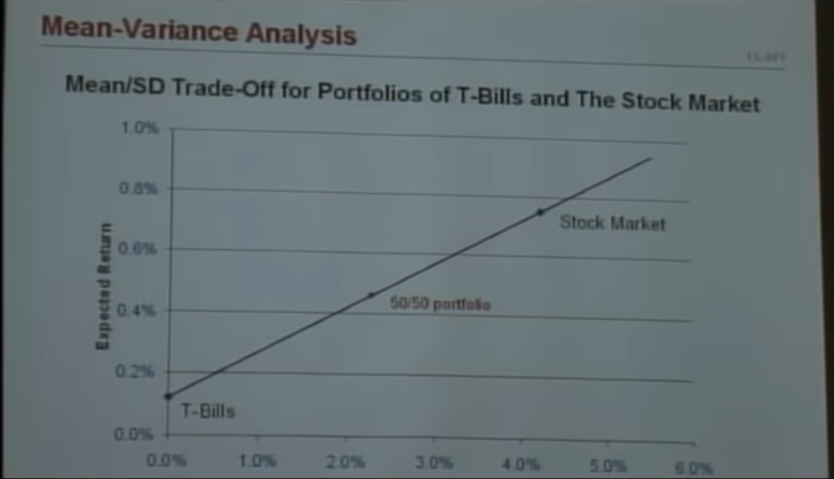 Mean-Variance Analysis
15.401
Mean/SD Trade-Off for Portfolios of T-Bills and The Stock Market
1.0%
0.8%
Stock Market
0.6%
Expected Return
50/50 portfolio
0.4%
0.2%
T-Bills
0.0%
0.0% 1.0% 2.0% 3.0% 4.0% 5.0% 6.0%